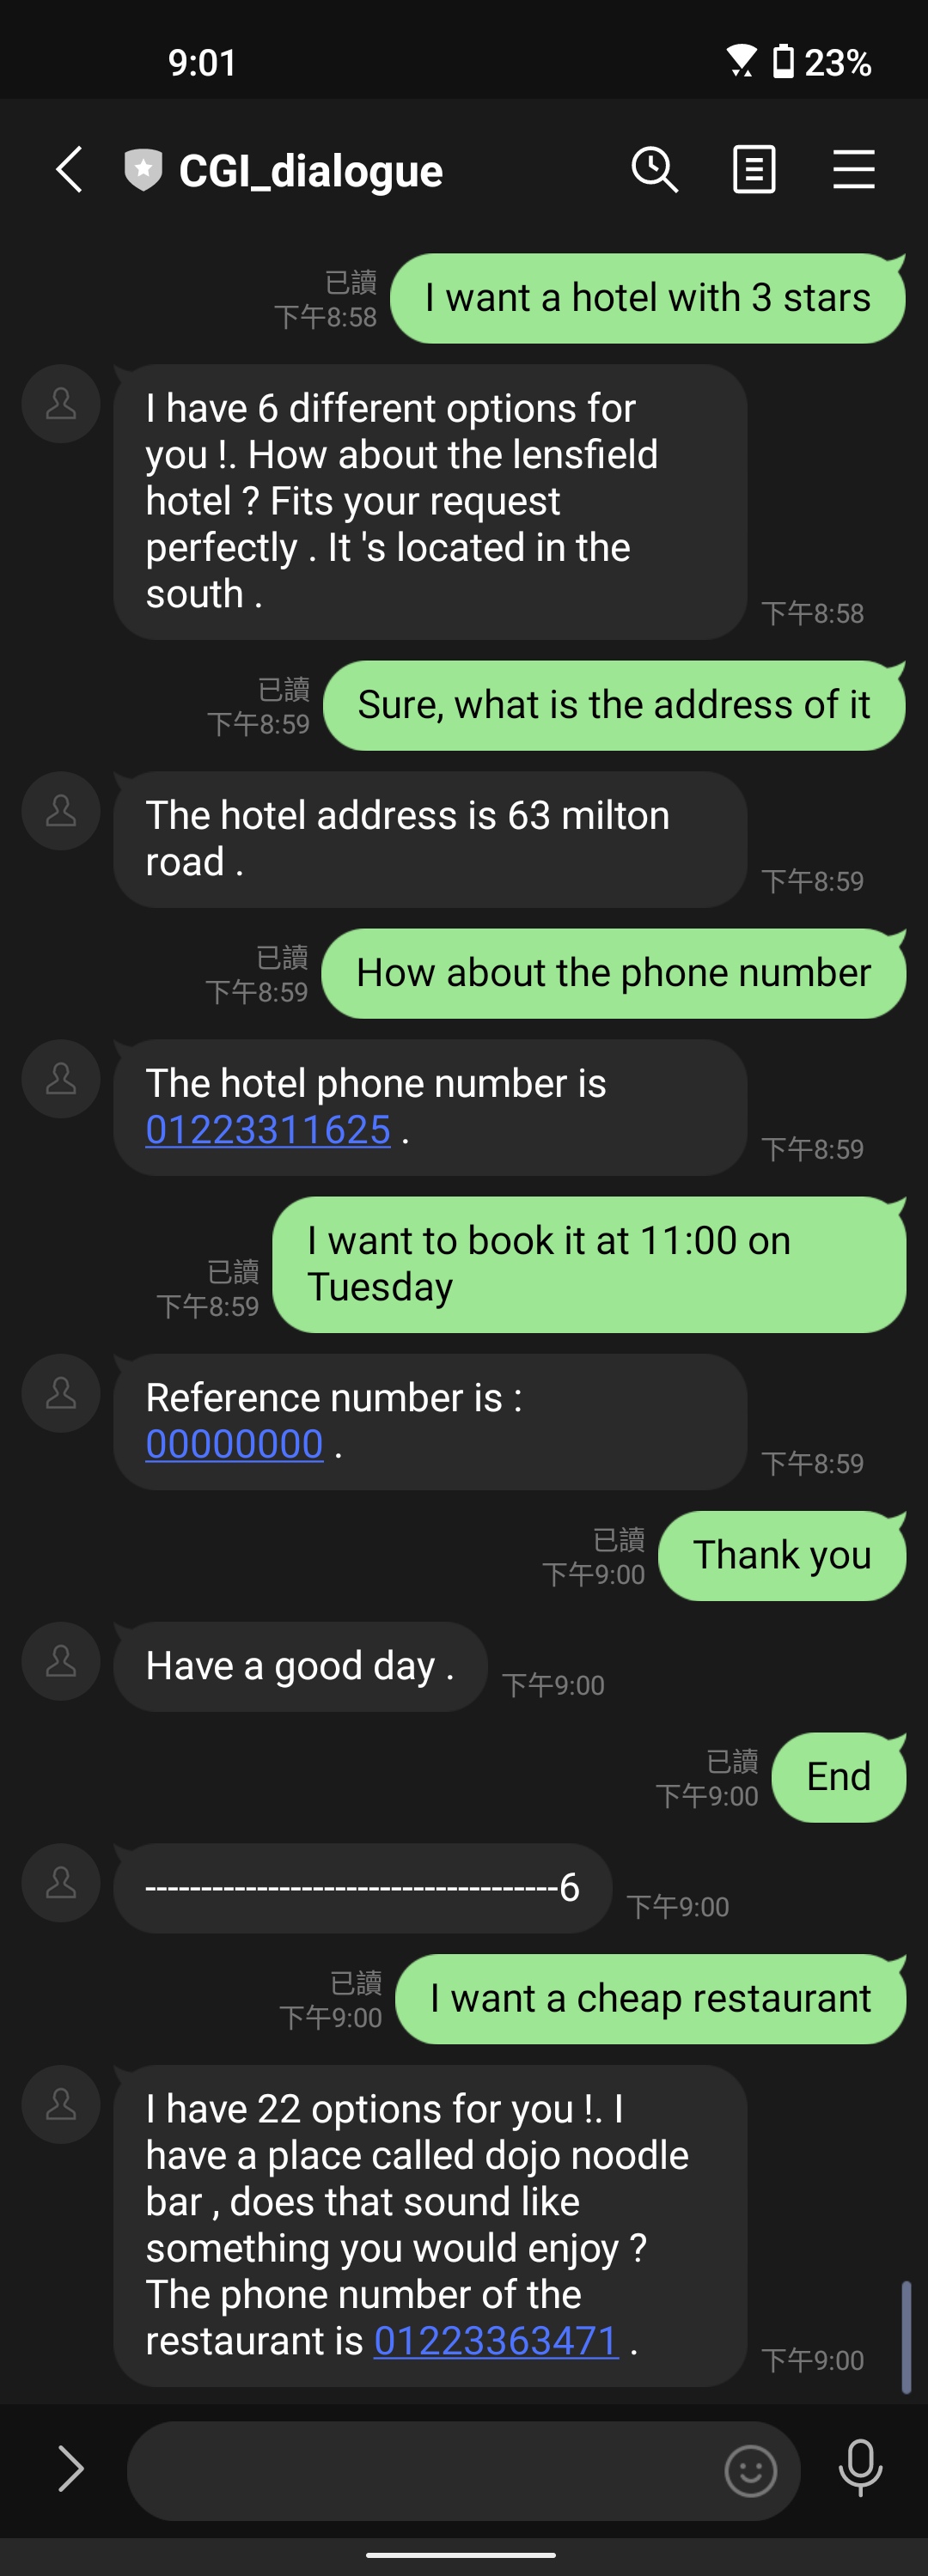 9:01
23%
CGI_dialogue
已讀
下午8:58
I want a hotel with 3 stars
I have 6 different options for
you !. How about the lensfield
hotel ? Fits your request
perfectly . It 's located in the
south .
下午8:58
已讀
下午8:59
Sure, what is the address of it
The hotel address is 63 milton
road .
下午8:59
已讀
下午8:59
How about the phone number
The hotel phone number is
01223311625 .
下午8:59
已讀
下午8:59
I want to book it at 11:00 on
Tuesday
Reference number is :
00000000 .
下午8:59
已讀
下午9:00
Thank you
Have a good day .
下午9:00
已讀
下午9:00
End
-------------------------------------6
下午9:00
已讀
下午9:00
I want a cheap restaurant
I have 22 options for you !. I
have a place called dojo noodle
bar , does that sound like
something you would enjoy ?
The phone number of the
restaurant is 01223363471 .
下午9:00